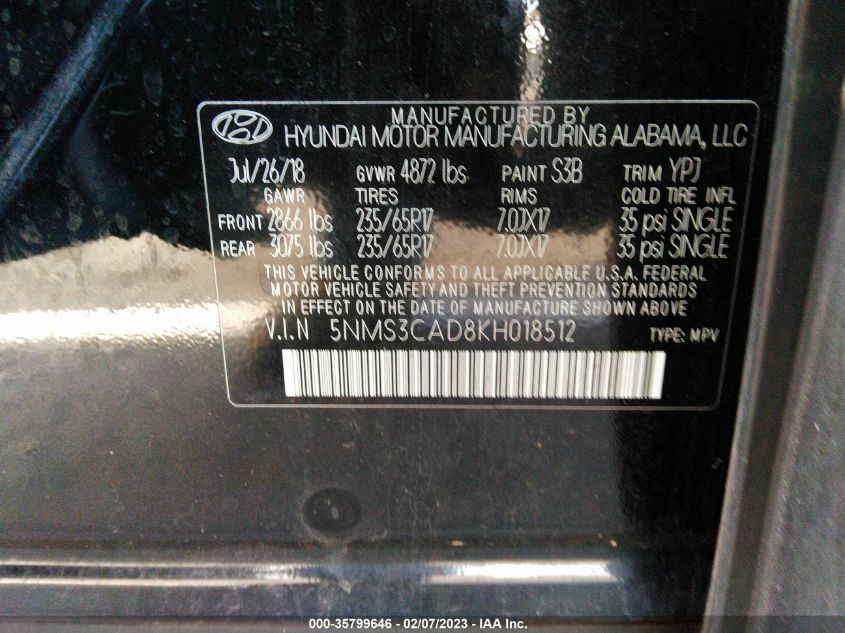 MANUFACTURED BY
HYUNDAI MOTOR MANUFACTURING ALABAMA, LLC
Jul/26/18 GVWR 4872 lbs PAINT S3B TRIM YPJ
GAWR TIRES RIMS COLD TIRE INFL
FRONT 2866 lbs 235/65R17 7.0JX17 35 psi SINGLE
REAR 3075 lbs 235/65R17 7.0JX17 35 psi SINGLE
THIS VEHICLE CONFORMS TO ALL APPLICABLE U.S.A. FEDERAL
MOTOR VEHICLE SAFETY AND THEFT PREVENTION STANDARDS
IN EFFECT ON THE DATE OF MANUFACTURE SHOWN ABOVE
V.I.N 5NMS3CAD8KH018512 TYPE: MPV
000-35799646 — 02/07/2023 — IAA Inc.